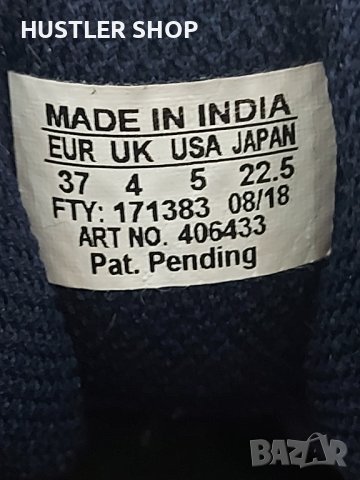 HUSTLER SHOP
MADE IN INDIA
EUR UK USA JAPAN
37 4 5 22.5
FTY: 171383 08/18
ART NO. 406433
Pat. Pending
BAZAR